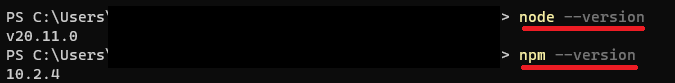 PS C:\Users\ > node --version
v20.11.0
PS C:\Users\ > npm --version
10.2.4